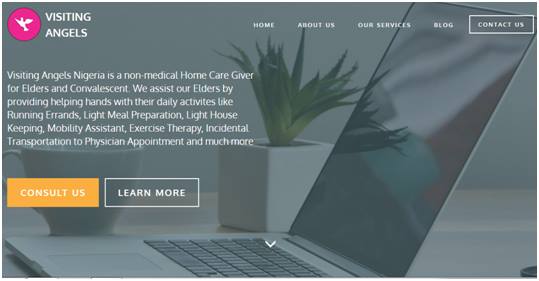 VISITING
ANGELS
HOME
ABOUT US
OUR SERVICES
BLOG
CONTACT US
Visiting Angels Nigeria is a non-medical Home Care Giver
for Elders and Convalescent. We assist our Elders by
providing helping hands with their daily activites like
Running Errands, Light Meal Preparation, Light House
Keeping, Mobility Assistant, Exercise Therapy, Incidental
Transportation to Physician Appointment and much more
CONSULT US
LEARN MORE